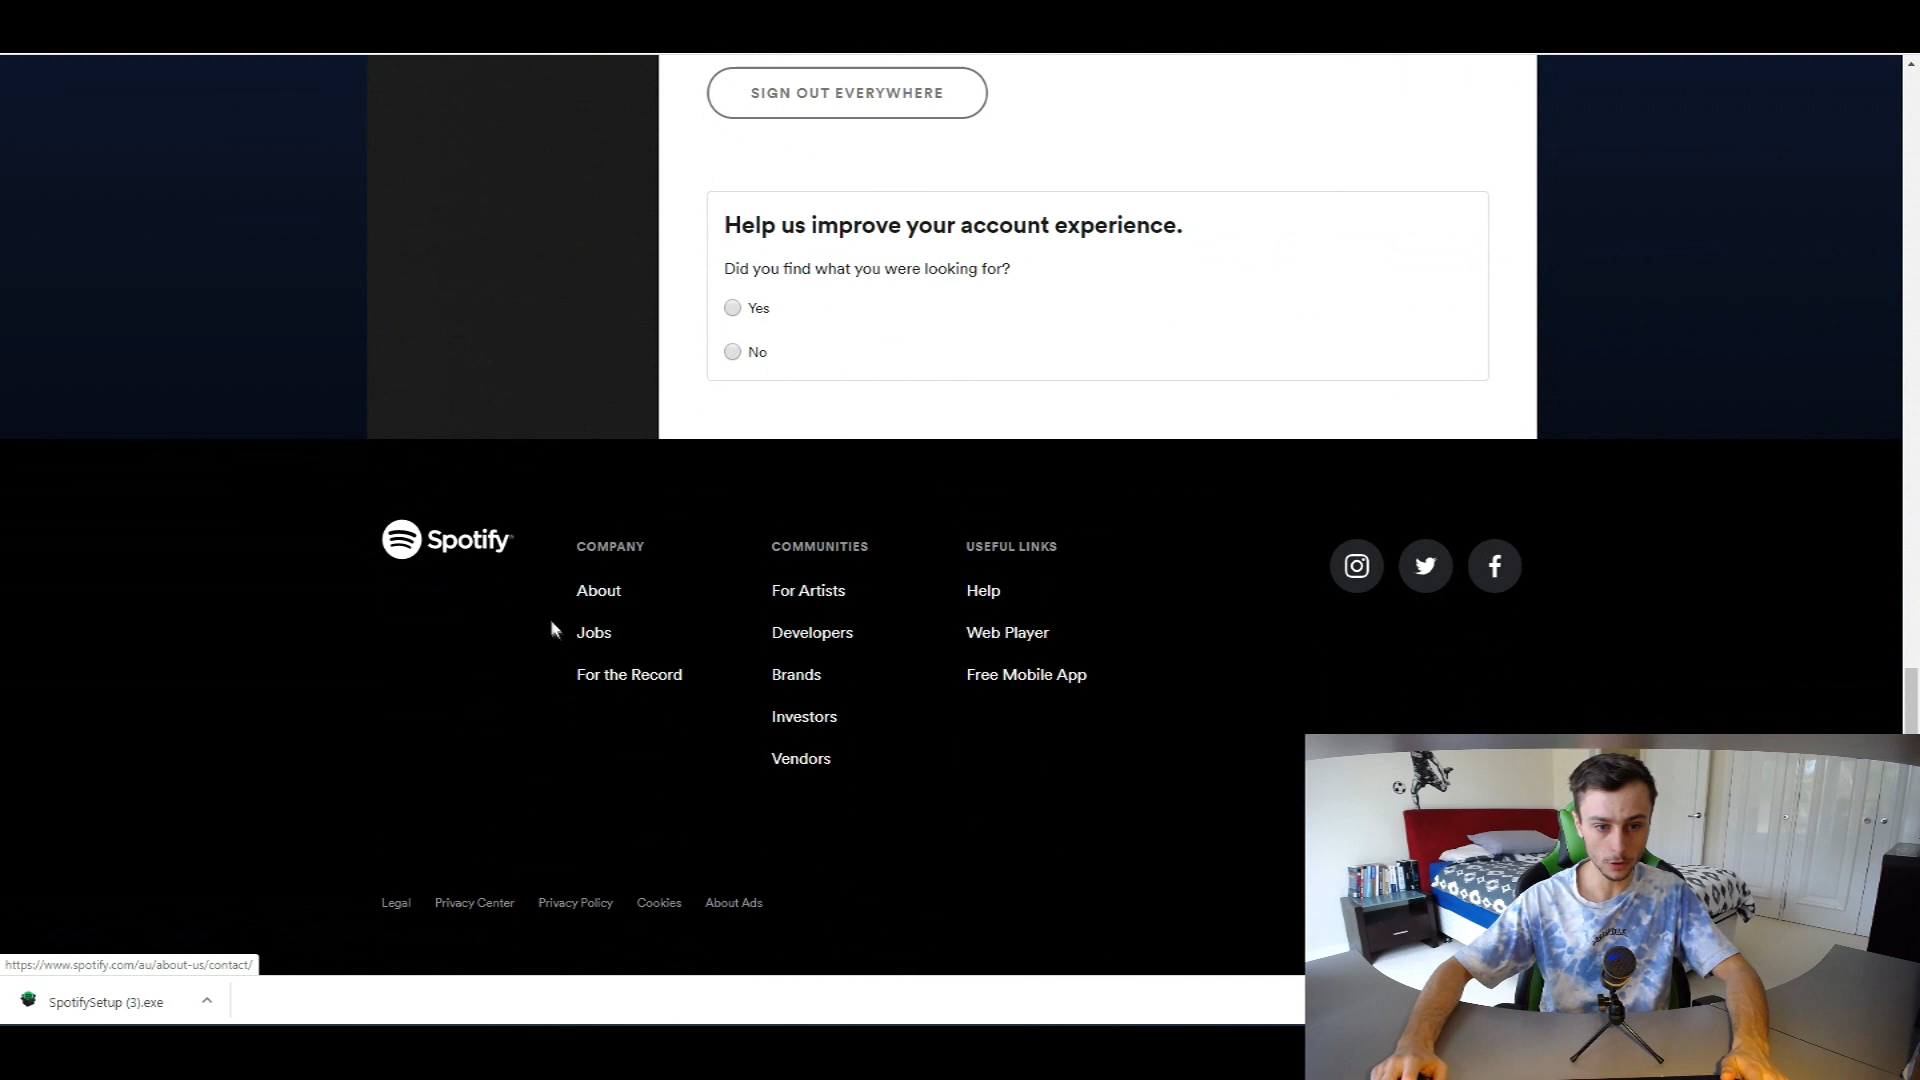 SIGN OUT EVERYWHERE
Help us improve your account experience.
Did you find what you were looking for?
Yes
No
Spotify
COMPANY
About
Jobs
For the Record
COMMUNITIES
For Artists
Developers
Brands
Investors
Vendors
USEFUL LINKS
Help
Web Player
Free Mobile App
Legal Privacy Center Privacy Policy Cookies About Ads
https://www.spotify.com/au/about-us/contact/
SpotifySetup (3).exe